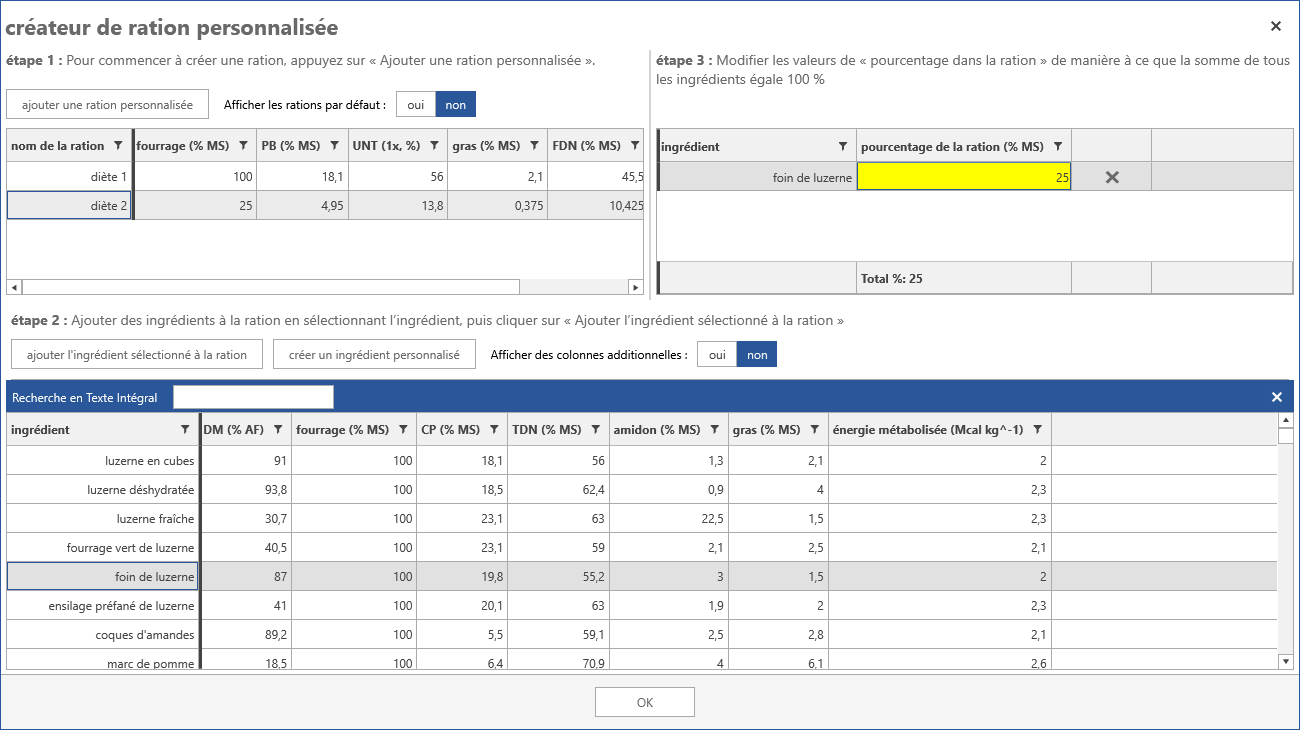 créateur de ration personnalisée
étape 1 : Pour commencer à créer une ration, appuyez sur « Ajouter une ration personnalisée ».
ajouter une ration personnalisée Afficher les rations par défaut : oui non
nom de la ration fourrage (% MS) PB (% MS) UNT (1x, %) gras (% MS) FDN (% MS)
diète 1 100 18,1 56 2,1 45,5
diète 2 25 4,95 13,8 0,375 10,425
étape 3 : Modifier les valeurs de « pourcentage dans la ration » de manière à ce que la somme de tous
les ingrédients égale 100 %
ingrédient pourcentage de la ration (% MS)
foin de luzerne 25
Total %: 25
étape 2 : Ajouter des ingrédients à la ration en sélectionnant l’ingrédient, puis cliquer sur « Ajouter l’ingrédient sélectionné à la ration »
ajouter l'ingrédient sélectionné à la ration créer un ingrédient personnalisé Afficher des colonnes additionnelles : oui non
Recherche en Texte Intégral
ingrédient DM (% AF) fourrage (% MS) CP (% MS) TDN (% MS) amidon (% MS) gras (% MS) énergie métabolisée (Mcal kg^-1)
luzerne en cubes 91 100 18,1 56 1,3 2,1 2
luzerne déshydratée 93,8 100 18,5 62,4 0,9 4 2,3
luzerne fraîche 30,7 100 23,1 63 22,5 1,5 2,3
fourrage vert de luzerne 40,5 100 23,1 59 2,1 2,5 2,1
foin de luzerne 87 100 19,8 55,2 3 1,5 2
ensilage préfané de luzerne 41 100 20,1 63 1,9 2 2,3
coques d'amandes 89,2 100 5,5 59,1 2,5 2,8 2,1
marc de pomme 18,5 100 6,4 70,9 4 6,1 2,6
OK